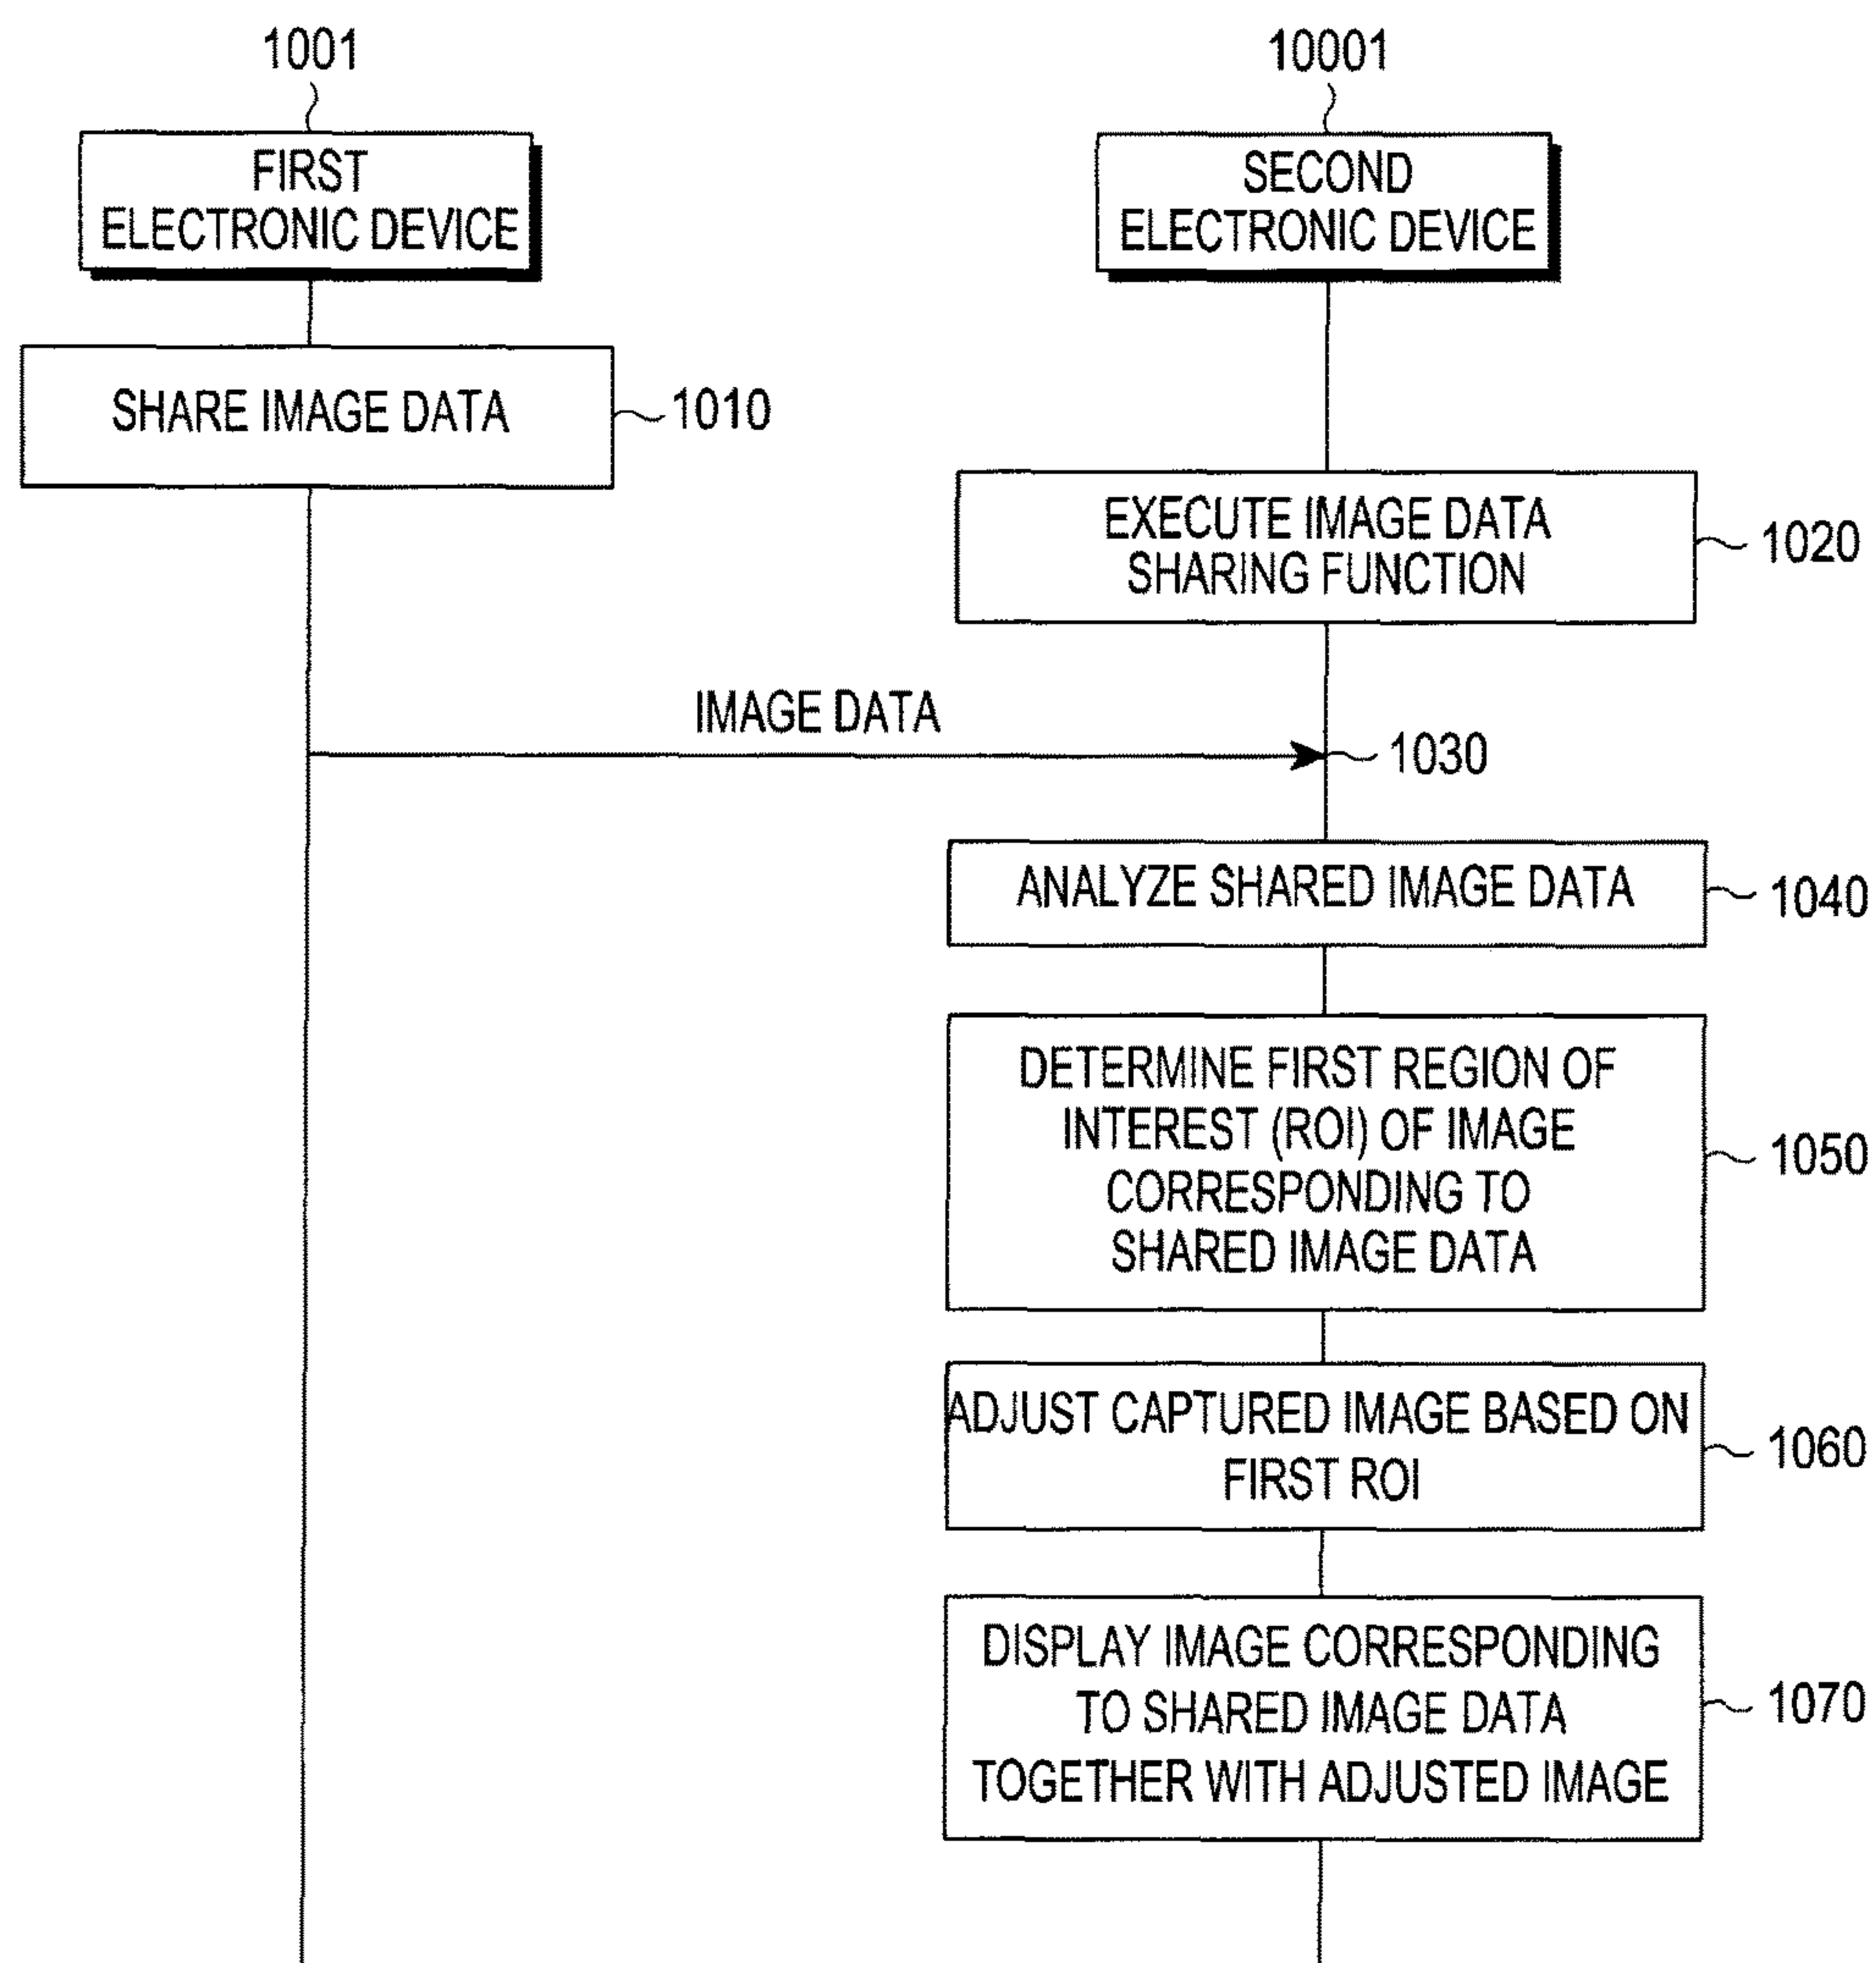 1001
10001
FIRST
ELECTRONIC DEVICE
SECOND
ELECTRONIC DEVICE
SHARE IMAGE DATA
1010
EXECUTE IMAGE DATA
SHARING FUNCTION
1020
IMAGE DATA
1030
ANALYZE SHARED IMAGE DATA
1040
DETERMINE FIRST REGION OF
INTEREST (ROI) OF IMAGE
CORRESPONDING TO
SHARED IMAGE DATA
1050
ADJUST CAPTURED IMAGE BASED ON
FIRST ROI
1060
DISPLAY IMAGE CORRESPONDING
TO SHARED IMAGE DATA
TOGETHER WITH ADJUSTED IMAGE
1070